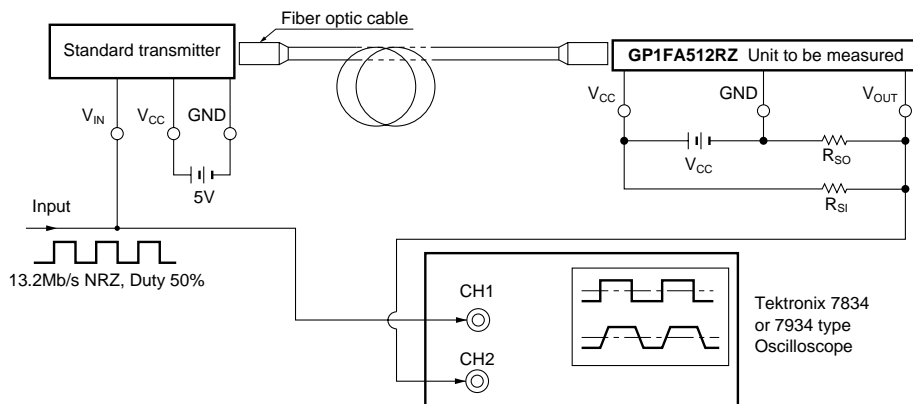 Fiber optic cable
Standard transmitter
GP1FA512RZ Unit to be measured
VIN
VCC
GND
5V
VCC
GND
VOUT
VCC
RSO
RSI
Input
13.2Mb/s NRZ, Duty 50%
CH1
CH2
Tektronix 7834
or 7934 type
Oscilloscope